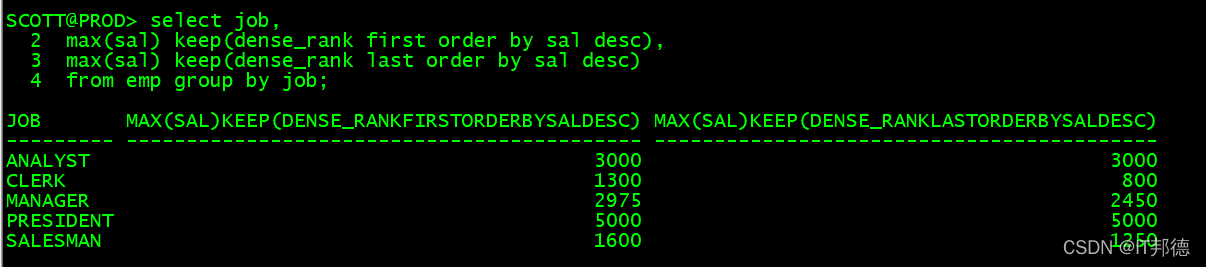 SCOTT@PROD> select job,
  2  max(sal) keep(dense_rank first order by sal desc),
  3  max(sal) keep(dense_rank last order by sal desc)
  4  from emp group by job;
JOB       MAX(SAL)KEEP(DENSE_RANKFIRSTORDERBYSALDESC) MAX(SAL)KEEP(DENSE_RANKLASTORDERBYSALDESC)
--------- ------------------------------------------- ------------------------------------------
ANALYST                                          3000                                       3000
CLERK                                            1300                                        800
MANAGER                                          2975                                       2450
PRESIDENT                                        5000                                       5000
SALESMAN                                         1600                                       1250
CSDN @IT邦德